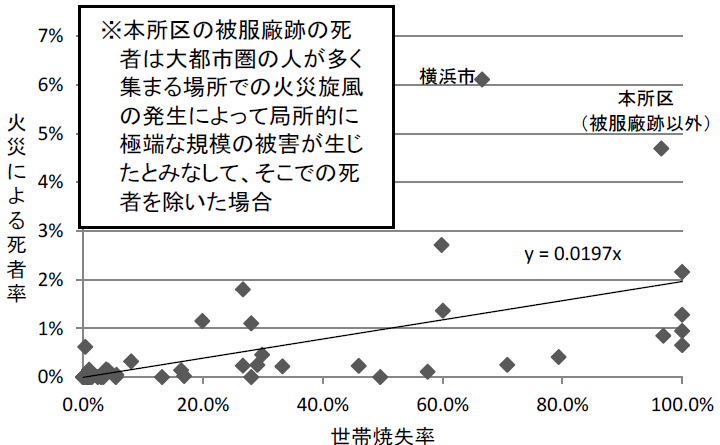 ※本所区の被服廠跡の死
者は大都市圏の人が多く
集まる場所での火災旋風
の発生によって局所的に
極端な規模の被害が生じ
たとみなして、そこでの死
者を除いた場合
横浜市
本所区
（被服廠跡以外）
y = 0.0197x
火災による死者率
7%
6%
5%
4%
3%
2%
1%
0%
0.0%
20.0%
40.0%
60.0%
80.0%
100.0%
世帯焼失率